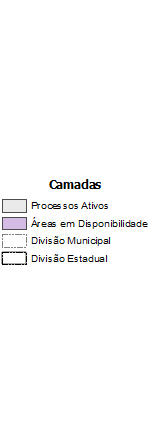 Camadas
Processos Ativos
Áreas em Disponibilidade
Divisão Municipal
Divisão Estadual